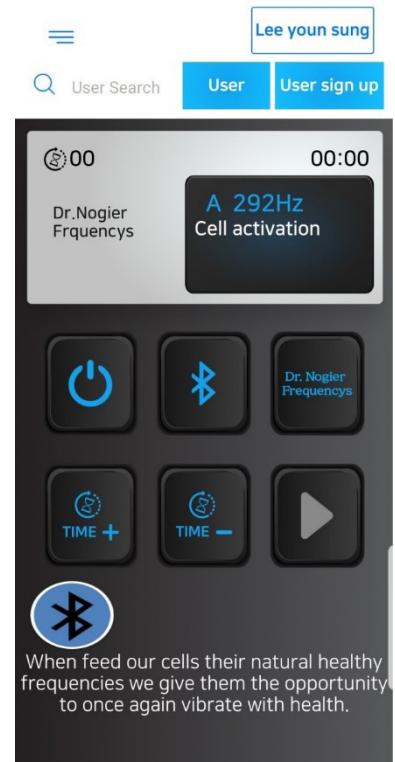 Lee youn sung
User Search
User
User sign up
00
00:00
Dr.Nogier
Frquencys
A 292Hz
Cell activation
Dr. Nogier
Frequencys
TIME +
TIME −
When feed our cells their natural healthy
frequencies we give them the opportunity
to once again vibrate with health.